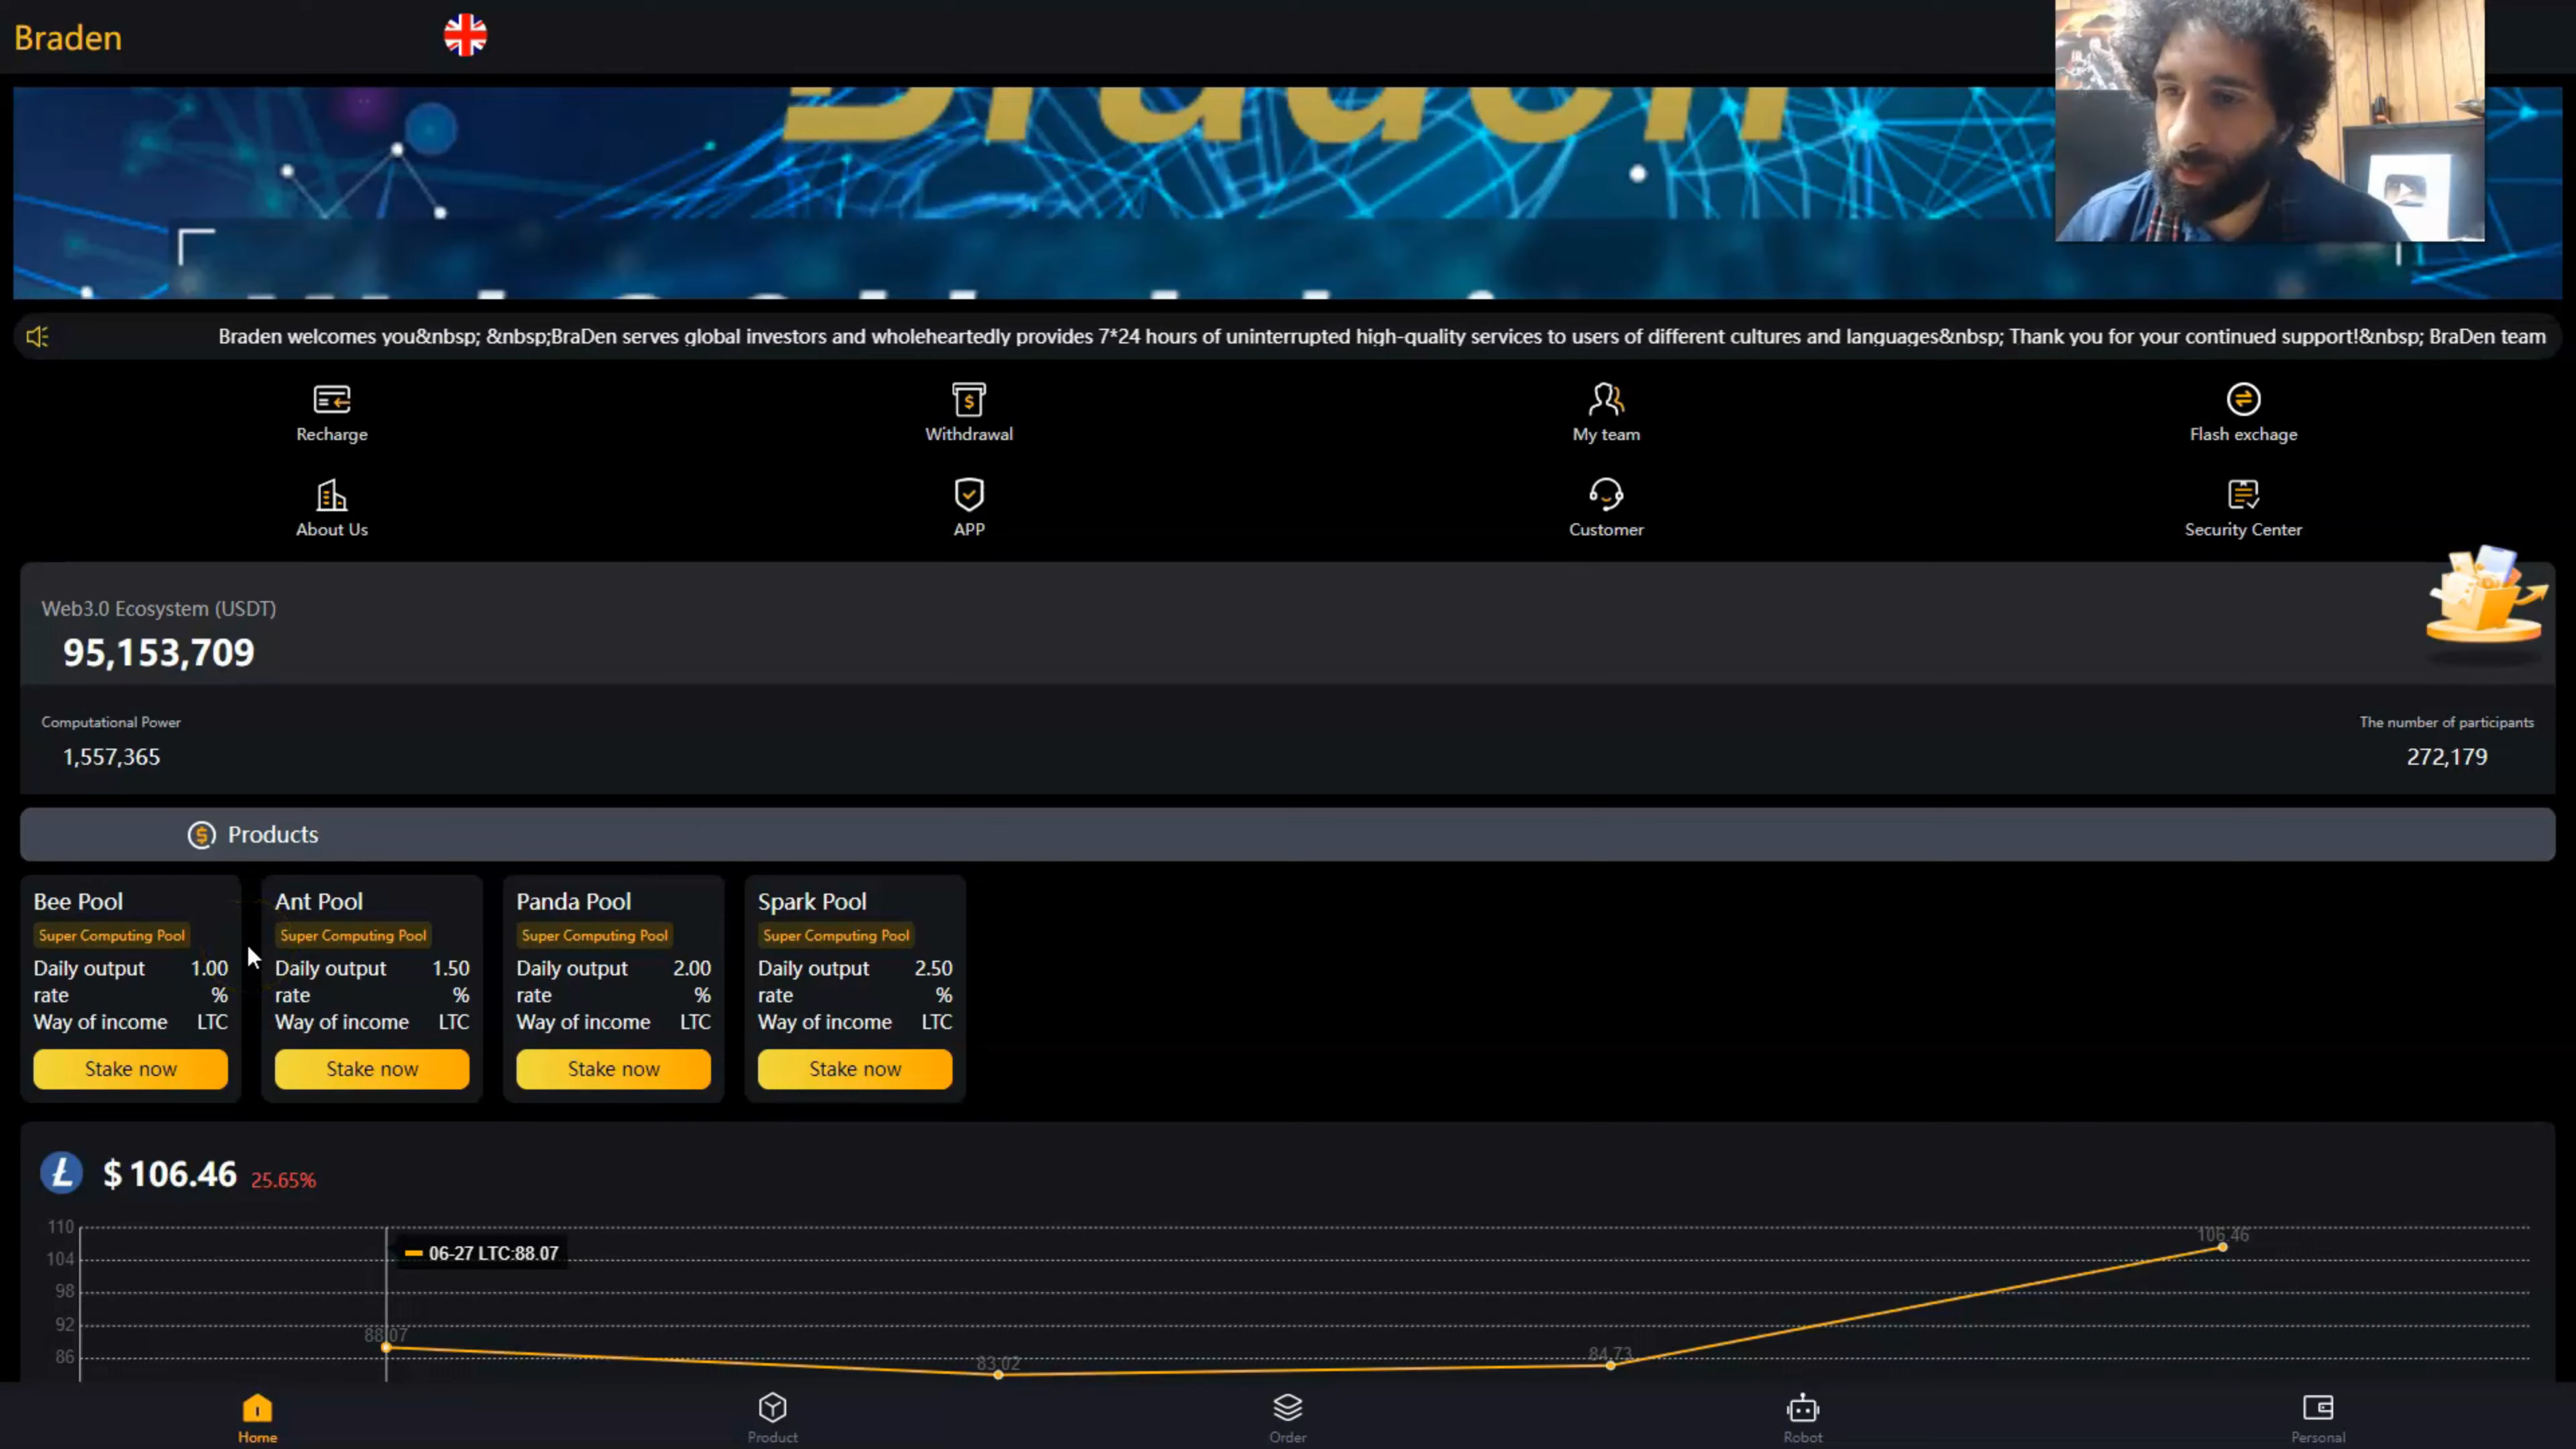 Braden
Braden
Braden welcomes you&nbsp; &nbsp;BraDen serves global investors and wholeheartedly provides 7*24 hours of uninterrupted high-quality services to users of different cultures and languages&nbsp; Thank you for your continued support!&nbsp; BraDen team
Recharge
Withdrawal
My team
Flash exchage
About Us
APP
Customer
Security Center
Web3.0 Ecosystem (USDT)
95,153,709
Computational Power
The number of participants
1,557,365
272,179
Products
Bee Pool
Super Computing Pool
Daily output 1.00
rate %
Way of income LTC
Stake now
Ant Pool
Super Computing Pool
Daily output 1.50
rate %
Way of income LTC
Stake now
Panda Pool
Super Computing Pool
Daily output 2.00
rate %
Way of income LTC
Stake now
Spark Pool
Super Computing Pool
Daily output 2.50
rate %
Way of income LTC
Stake now
$ 106.46 25.65%
110
104
98
92
86
06-27 LTC:88.07
88.07
83.02
84.73
106.46
Home
Product
Order
Robot
Personal